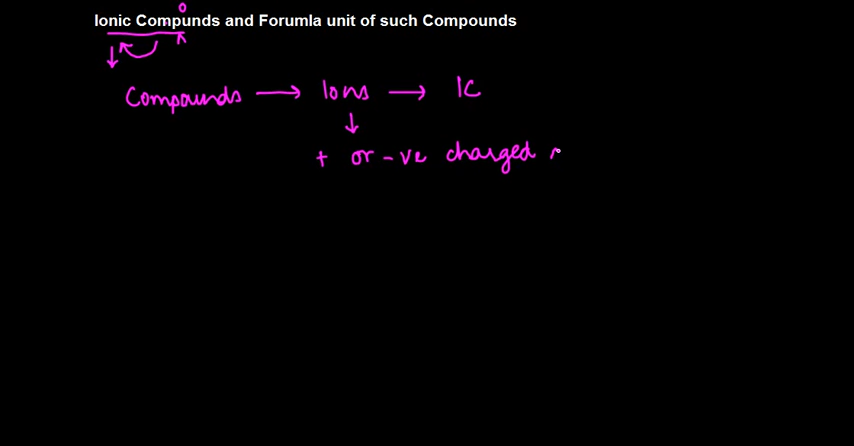 o
Ionic Compunds and Forumla unit of such Compounds
Compounds → Ions → IC
+ or -ve charged